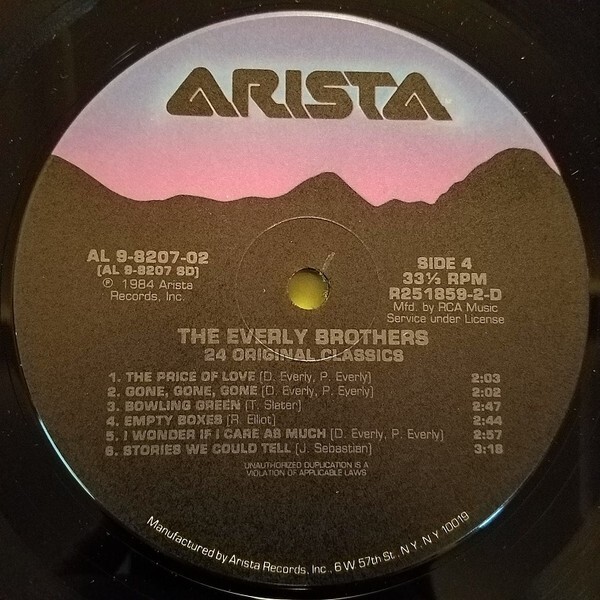 ARISTA
AL 9-8207-02
(AL 9-8207 SD)
℗ 1984 Arista
Records, Inc.
SIDE 4
33⅓ RPM
R251859-2-D
Mfd. by RCA Music
Service under License
THE EVERLY BROTHERS
24 ORIGINAL CLASSICS
1. THE PRICE OF LOVE (D. Everly, P. Everly) 2:03
2. GONE, GONE, GONE (D. Everly, P. Everly) 2:02
3. BOWLING GREEN (T. Slater) 2:47
4. EMPTY BOXES (R. Elliot) 2:44
5. I WONDER IF I CARE AS MUCH (D. Everly, P. Everly) 2:57
6. STORIES WE COULD TELL (J. Sebastian) 3:18
UNAUTHORIZED DUPLICATION IS A
VIOLATION OF APPLICABLE LAWS
Manufactured by Arista Records, Inc., 6 W 57th St., N.Y., N.Y. 10019